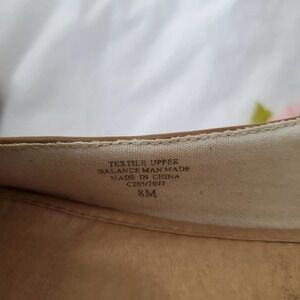 TEXTILE UPPER
BALANCE MAN MADE
MADE IN CHINA
C205/7097
8M